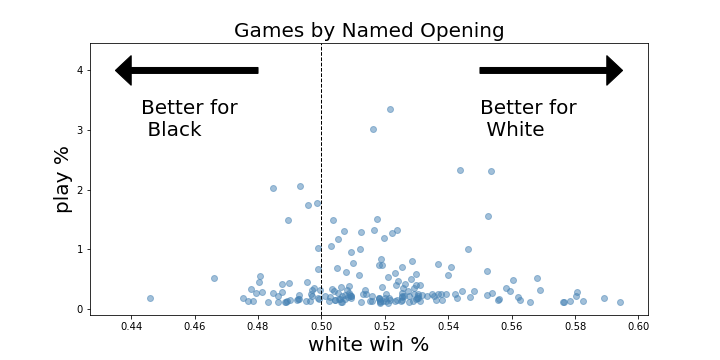 Games by Named Opening
4
Better for
Black
Better for
White
3
2
1
0
play %
0.44 0.46 0.48 0.50 0.52 0.54 0.56 0.58 0.60
white win %